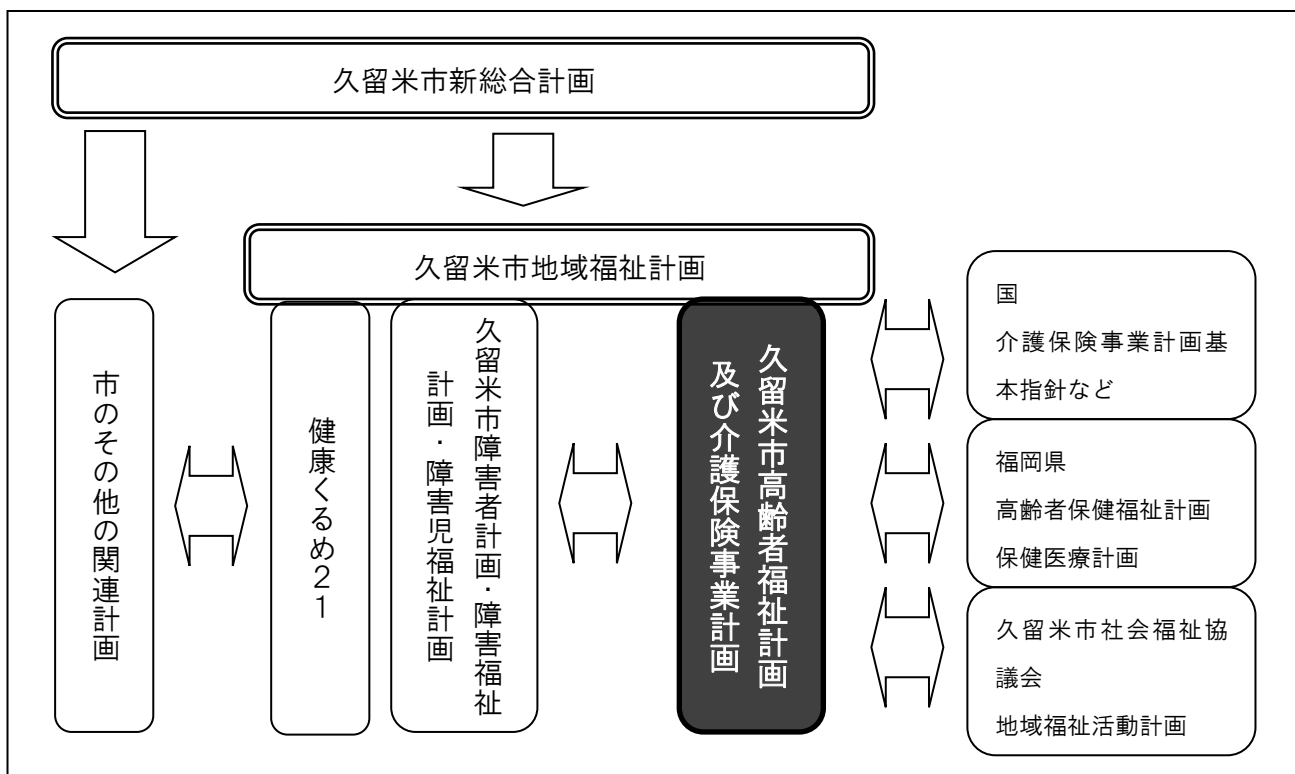 久留米市新総合計画
久留米市地域福祉計画
市のその他の関連計画
健康くるめ２１
久留米市障害者計画・障害福祉
計画・障害児福祉計画
久留米市高齢者福祉計画
及び介護保険事業計画
国
介護保険事業計画基
本指針など
福岡県
高齢者保健福祉計画
保健医療計画
久留米市社会福祉協
議会
地域福祉活動計画